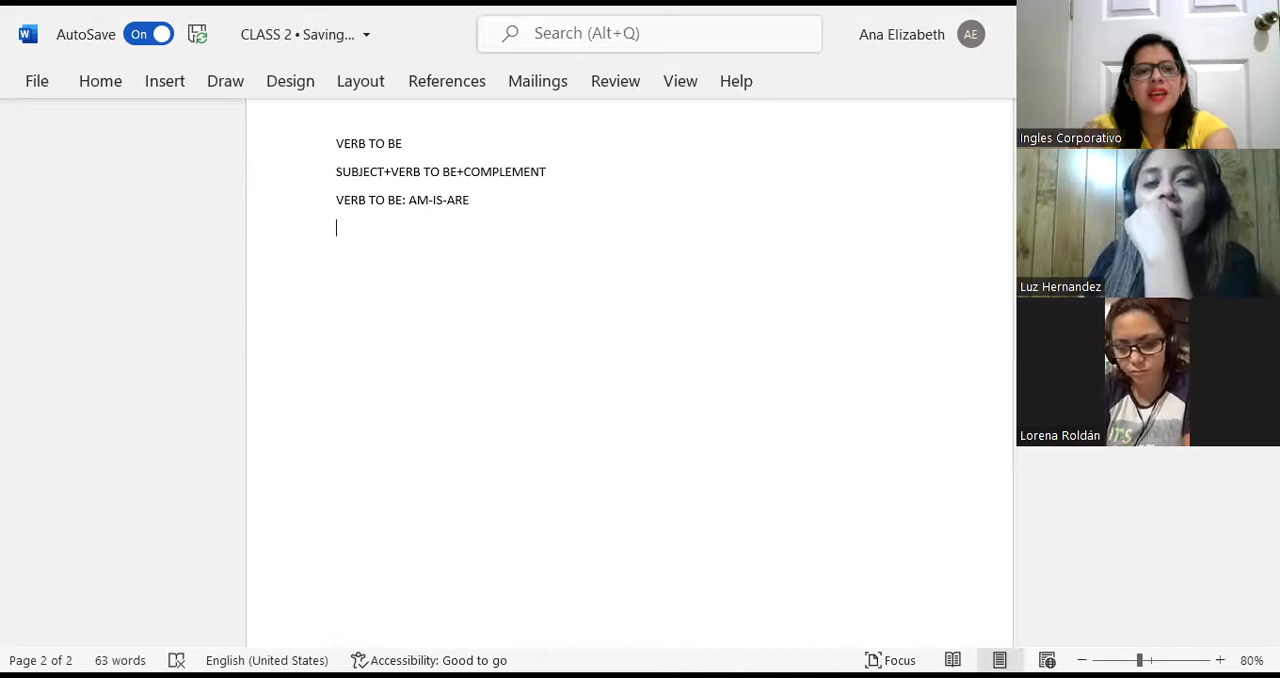 AutoSave On CLASS 2 • Saving... Search (Alt+Q) Ana Elizabeth AE
File Home Insert Draw Design Layout References Mailings Review View Help
VERB TO BE
SUBJECT+VERB TO BE+COMPLEMENT
VERB TO BE: AM-IS-ARE
Ingles Corporativo
Luz Hernandez
IT'S
Lorena Roldán
Page 2 of 2 63 words English (United States) Accessibility: Good to go Focus 80%